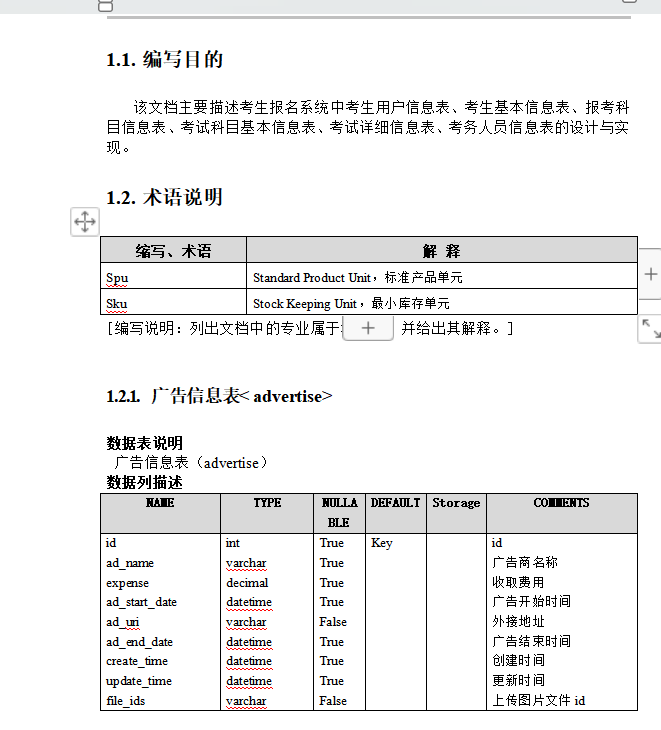 1.1. 编写目的
该文档主要描述考生报名系统中考生用户信息表、考生基本信息表、报考科
目信息表、考试科目基本信息表、考试详细信息表、考务人员信息表的设计与实
现。
1.2. 术语说明
缩写、术语 解 释
Spu Standard Product Unit，标准产品单元
Sku Stock Keeping Unit，最小库存单元
[编写说明：列出文档中的专业属于 并给出其解释。]
1.2.1. 广告信息表< advertise>
数据表说明
广告信息表（advertise）
数据列描述
NAME TYPE NULLA DEFAULT Storage COMMENTS
BLE
id int True Key id
ad_name varchar True 广告商名称
expense decimal True 收取费用
ad_start_date datetime True 广告开始时间
ad_uri varchar False 外接地址
ad_end_date datetime True 广告结束时间
create_time datetime True 创建时间
update_time datetime True 更新时间
file_ids varchar False 上传图片文件 id